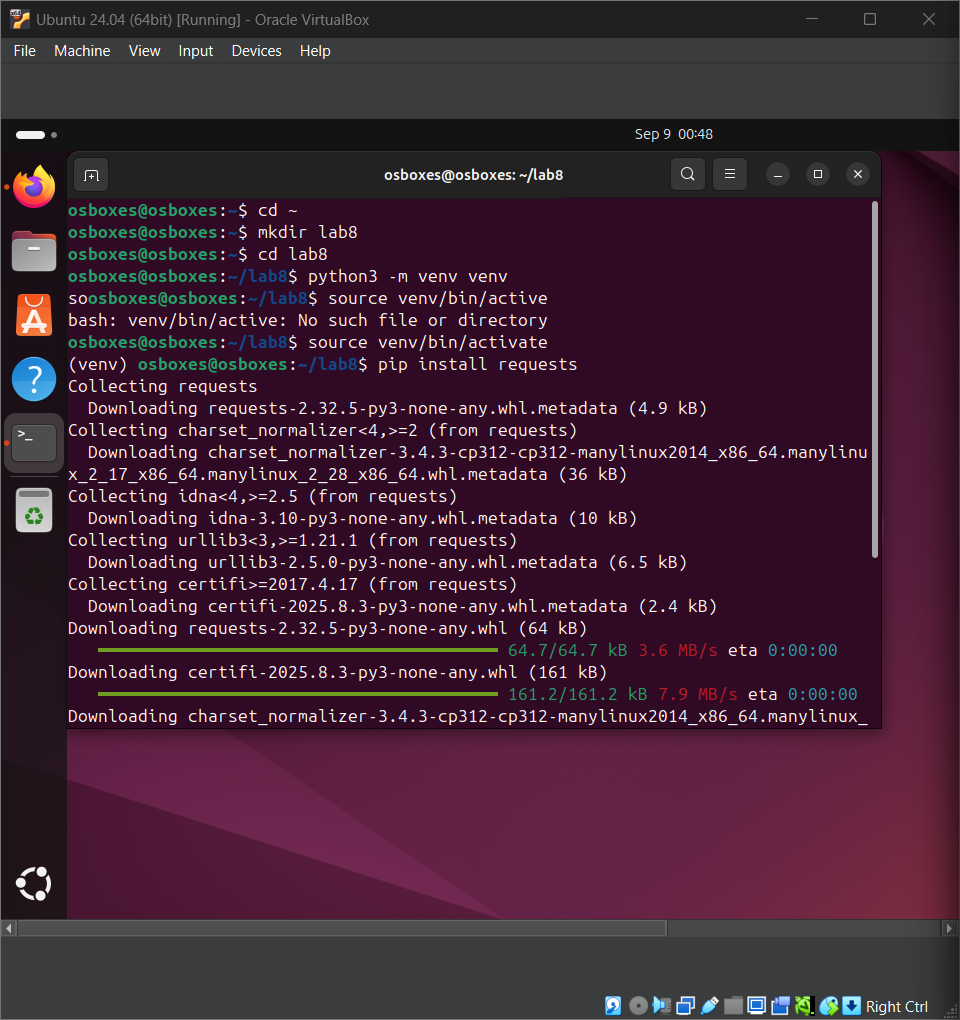 Ubuntu 24.04 (64bit) [Running] - Oracle VirtualBox
File Machine View Input Devices Help
Sep 9 00:48
osboxes@osboxes: ~/lab8
osboxes@osboxes:~$ cd ~
osboxes@osboxes:~$ mkdir lab8
osboxes@osboxes:~$ cd lab8
osboxes@osboxes:~/lab8$ python3 -m venv venv
soosboxes@osboxes:~/lab8$ source venv/bin/active
bash: venv/bin/active: No such file or directory
osboxes@osboxes:~/lab8$ source venv/bin/activate
(venv) osboxes@osboxes:~/lab8$ pip install requests
Collecting requests
  Downloading requests-2.32.5-py3-none-any.whl.metadata (4.9 kB)
Collecting charset_normalizer<4,>=2 (from requests)
  Downloading charset_normalizer-3.4.3-cp312-cp312-manylinux2014_x86_64.manylinu
x_2_17_x86_64.manylinux_2_28_x86_64.whl.metadata (36 kB)
Collecting idna<4,>=2.5 (from requests)
  Downloading idna-3.10-py3-none-any.whl.metadata (10 kB)
Collecting urllib3<3,>=1.21.1 (from requests)
  Downloading urllib3-2.5.0-py3-none-any.whl.metadata (6.5 kB)
Collecting certifi>=2017.4.17 (from requests)
  Downloading certifi-2025.8.3-py3-none-any.whl.metadata (2.4 kB)
Downloading requests-2.32.5-py3-none-any.whl (64 kB)
64.7/64.7 kB 3.6 MB/s eta 0:00:00
Downloading certifi-2025.8.3-py3-none-any.whl (161 kB)
161.2/161.2 kB 7.9 MB/s eta 0:00:00
Downloading charset_normalizer-3.4.3-cp312-cp312-manylinux2014_x86_64.manylinux_
Right Ctrl